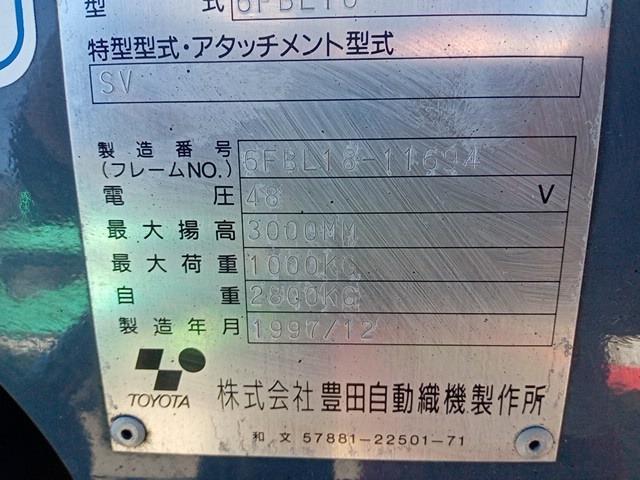 型 式 6FBL10
特型型式・アタッチメント型式
SV
製造番号
(フレームNO.) 6FBL18-11694
電圧 48 V
最大揚高 3000MM
最大荷重 1000KG
自重 2800KG
製造年月 1997/12
TOYOTA 株式会社 豊田自動織機製作所
和文 57881-22501-71